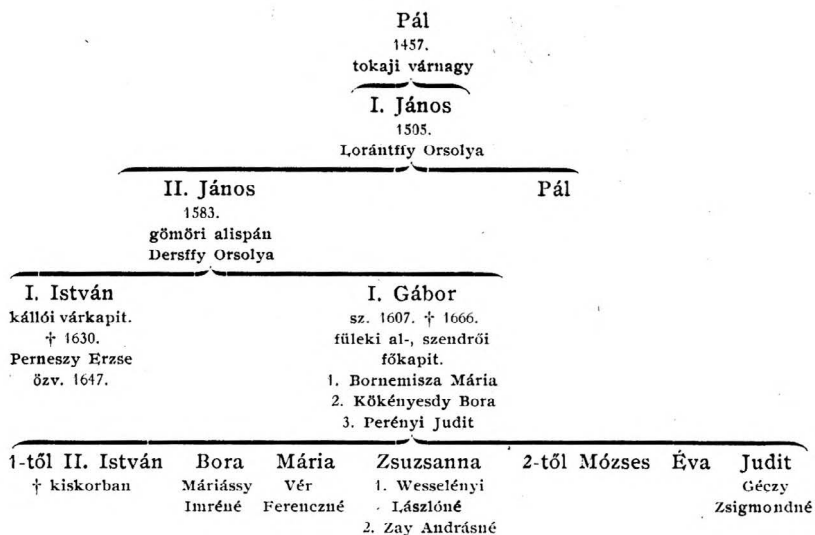 Pál
1457.
tokaji várnagy
I. János
1505.
Lorántffy Orsolya
II. János Pál
1583.
gömöri alispán
Dersffy Orsolya
I. István
kállói várkapit.
† 1630.
Perneszy Erzse
özv. 1647.
I. Gábor
sz. 1607. † 1666.
füleki al-, szendrői
főkapit.
1. Bornemisza Mária
2. Kökényesdy Bora
3. Perényi Judit
1-től II. István Bora Mária Zsuzsanna 2-től Mózses Éva Judit
† kiskorban Máriássy Vér 1. Wesselényi Géczy
Imréné Ferenczné Lászlóné Zsigmondné
2. Zay Andrásné